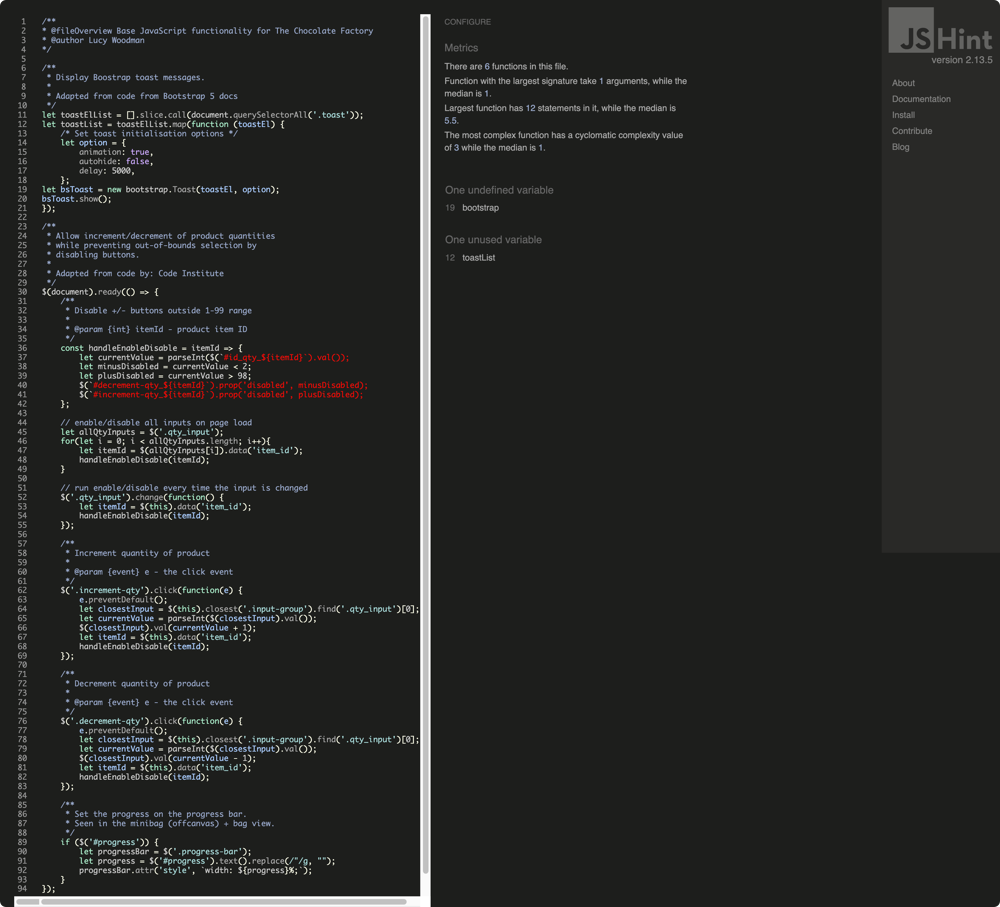 1 /**
2  * @fileOverview Base JavaScript functionality for The Chocolate Factory
3  * @author Lucy Woodman
4 */
5
6 /**
7  * Display Boostrap toast messages.
8  *
9  * Adapted from code from Bootstrap 5 docs
10  */
11 let toastElList = [].slice.call(document.querySelectorAll('.toast'));
12 let toastList = toastElList.map(function (toastEl) {
13     /* Set toast initialisation options */
14     let option = {
15         animation: true,
16         autohide: false,
17         delay: 5000,
18     };
19 let bsToast = new bootstrap.Toast(toastEl, option);
20 bsToast.show();
21 });
22
23 /**
24  * Allow increment/decrement of product quantities
25  * while preventing out-of-bounds selection by
26  * disabling buttons.
27  *
28  * Adapted from code by: Code Institute
29  */
30 $(document).ready(() => {
31     /**
32      * Disable +/- buttons outside 1-99 range
33      *
34      * @param {int} itemId - product item ID
35      */
36     const handleEnableDisable = itemId => {
37         let currentValue = parseInt($(`#id_qty_${itemId}`).val());
38         let minusDisabled = currentValue < 2;
39         let plusDisabled = currentValue > 98;
40         $(`#decrement-qty_${itemId}`).prop('disabled', minusDisabled);
41         $(`#increment-qty_${itemId}`).prop('disabled', plusDisabled);
42     };
43
44     // enable/disable all inputs on page load
45     let allQtyInputs = $('.qty_input');
46     for(let i = 0; i < allQtyInputs.length; i++){
47         let itemId = $(allQtyInputs[i]).data('item_id');
48         handleEnableDisable(itemId);
49     }
50
51     // run enable/disable every time the input is changed
52     $('.qty_input').change(function() {
53         let itemId = $(this).data('item_id');
54         handleEnableDisable(itemId);
55     });
56
57     /**
58      * Increment quantity of product
59      *
60      * @param {event} e - the click event
61      */
62     $('.increment-qty').click(function(e) {
63         e.preventDefault();
64         let closestInput = $(this).closest('.input-group').find('.qty_input')[0];
65         let currentValue = parseInt($(closestInput).val());
66         $(closestInput).val(currentValue + 1);
67         let itemId = $(this).data('item_id');
68         handleEnableDisable(itemId);
69     });
70
71     /**
72      * Decrement quantity of product
73      *
74      * @param {event} e - the click event
75      */
76     $('.decrement-qty').click(function(e) {
77         e.preventDefault();
78         let closestInput = $(this).closest('.input-group').find('.qty_input')[0];
79         let currentValue = parseInt($(closestInput).val());
80         $(closestInput).val(currentValue - 1);
81         let itemId = $(this).data('item_id');
82         handleEnableDisable(itemId);
83     });
84
85     /**
86      * Set the progress on the progress bar.
87      * Seen in the minibag (offcanvas) + bag view.
88      */
89     if ($('#progress')) {
90         let progressBar = $('.progress-bar');
91         let progress = $('#progress').text().replace(/"/g, "");
92         progressBar.attr('style', `width: ${progress}%;`);
93     }
94 });
CONFIGURE
Metrics
There are 6 functions in this file.
Function with the largest signature take 1 arguments, while the
median is 1.
Largest function has 12 statements in it, while the median is
5.5.
The most complex function has a cyclomatic complexity value
of 3 while the median is 1.
One undefined variable
19 bootstrap
One unused variable
12 toastList
JSHint
version 2.13.5
About
Documentation
Install
Contribute
Blog